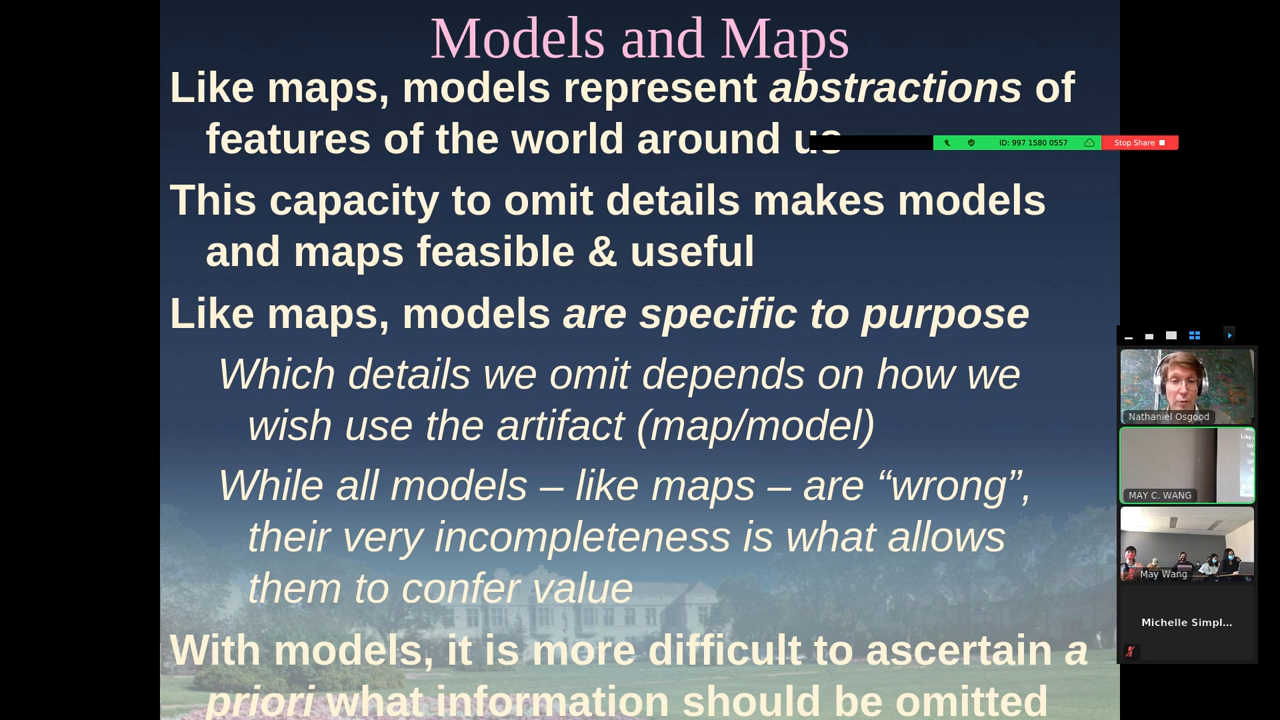 Models and Maps
Like maps, models represent abstractions of
features of the world around us
ID: 997 1580 0557
Stop Share
This capacity to omit details makes models
and maps feasible & useful
Like maps, models are specific to purpose
Which details we omit depends on how we
wish use the artifact (map/model)
While all models – like maps – are “wrong”,
their very incompleteness is what allows
them to confer value
With models, it is more difficult to ascertain a
priori what information should be omitted
Nathaniel Osgood
MAY C. WANG
May Wang
Michelle Simpl...